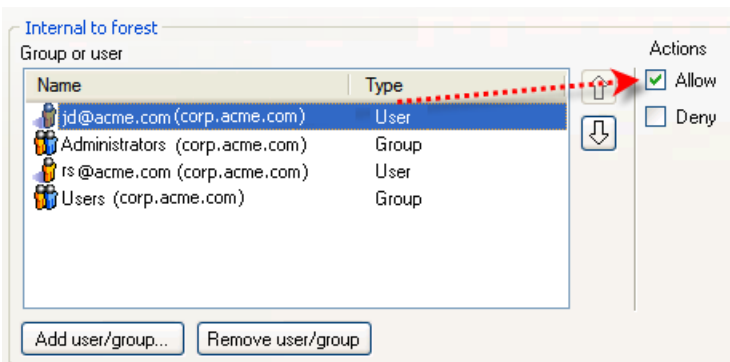 Internal to forest
Group or user
Actions
Name Type
Allow
jd@acme.com (corp.acme.com) User
Deny
Administrators (corp.acme.com) Group
rs @acme.com (corp.acme.com) User
Users (corp.acme.com) Group
Add user/group... Remove user/group